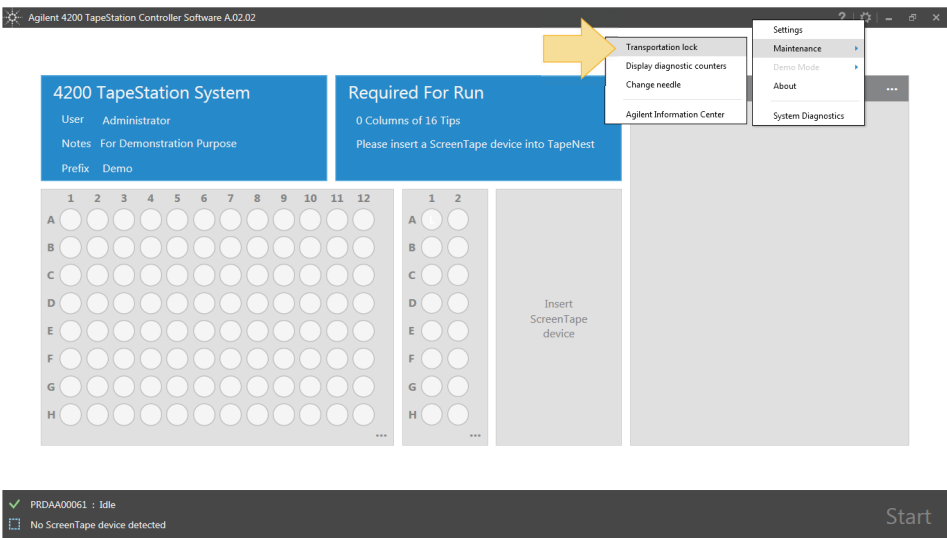 Agilent 4200 TapeStation Controller Software A.02.02
?
Settings
Maintenance
Demo Mode
About
System Diagnostics
Transportation lock
Display diagnostic counters
Change needle
Agilent Information Center
4200 TapeStation System
User Administrator
Notes For Demonstration Purpose
Prefix Demo
Required For Run
0 Columns of 16 Tips
Please insert a ScreenTape device into TapeNest
...
1 2 3 4 5 6 7 8 9 10 11 12
A
B
C
D
E
F
G
H
...
1 2
A
B
C
D
E
F
G
H
...
Insert
ScreenTape
device
PRDAA00061 : Idle
No ScreenTape device detected
Start